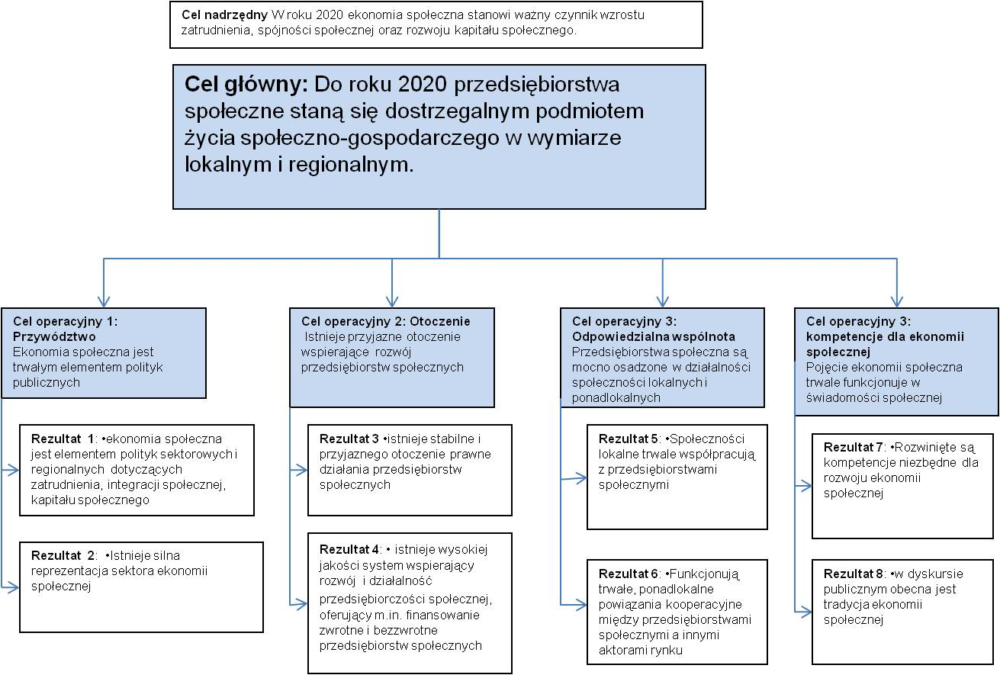 Cel nadrzędny W roku 2020 ekonomia społeczna stanowi ważny czynnik wzrostu
zatrudnienia, spójności społecznej oraz rozwoju kapitału społecznego.
Cel główny: Do roku 2020 przedsiębiorstwa
społeczne staną się dostrzegalnym podmiotem
życia społeczno-gospodarczego w wymiarze
lokalnym i regionalnym.
Cel operacyjny 1:
Przywództwo
Ekonomia społeczna jest
trwałym elementem polityk
publicznych
Rezultat 1: •ekonomia społeczna
jest elementem polityk sektorowych i
regionalnych dotyczących
zatrudnienia, integracji społecznej,
kapitału społecznego
Rezultat 2: •Istnieje silna
reprezentacja sektora ekonomii
społecznej
Cel operacyjny 2: Otoczenie
Istnieje przyjazne otoczenie
wspierające rozwój
przedsiębiorstw społecznych
Rezultat 3 •istnieje stabilne i
przyjaznego otoczenie prawne
działania przedsiębiorstw
społecznych
Rezultat 4: • istnieje wysokiej
jakości system wspierający
rozwój i działalność
przedsiębiorczości społecznej,
oferujący m.in. finansowanie
zwrotne i bezzwrotne
przedsiębiorstw społecznych
Cel operacyjny 3:
Odpowiedzialna wspólnota
Przedsiębiorstwa społeczna są
mocno osadzone w działalności
społeczności lokalnych i
ponadlokalnych
Rezultat 5: •Społeczności
lokalne trwale współpracują
z przedsiębiorstwami
społecznymi
Rezultat 6: •Funkcjonują
trwałe, ponadlokalne
powiązania kooperacyjne
między przedsiębiorstwami
społecznymi a innymi
aktorami rynku
Cel operacyjny 3:
kompetencje dla ekonomii
społecznej
Pojęcie ekonomii społeczna
trwale funkcjonuje w
świadomości społecznej
Rezultat 7: •Rozwinięte są
kompetencje niezbędne dla
rozwoju ekonomii
społecznej
Rezultat 8: •w dyskursie
publicznym obecna jest
tradycja ekonomii
społecznej